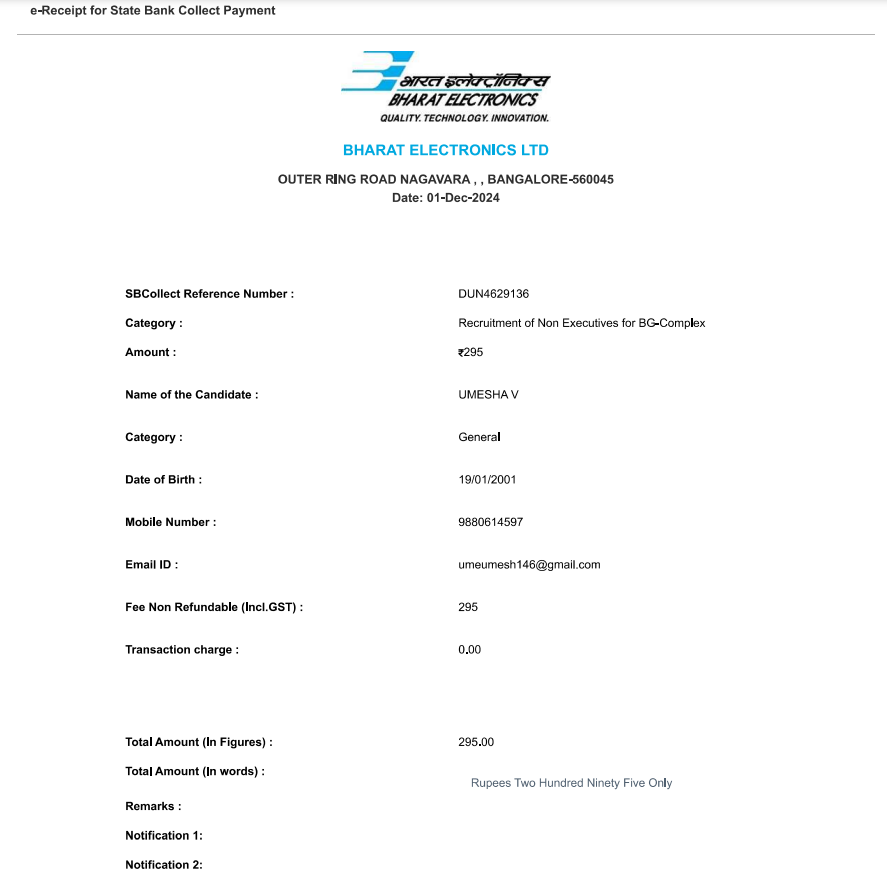 e-Receipt for State Bank Collect Payment
भारत इलेक्ट्रॉनिक्स
BHARAT ELECTRONICS
QUALITY. TECHNOLOGY. INNOVATION.
BHARAT ELECTRONICS LTD
OUTER RING ROAD NAGAVARA , , BANGALORE-560045
Date: 01-Dec-2024
SBCollect Reference Number : DUN4629136
Category : Recruitment of Non Executives for BG-Complex
Amount : ₹295
Name of the Candidate : UMESHA V
Category : General
Date of Birth : 19/01/2001
Mobile Number : 9880614597
Email ID : umeumesh146@gmail.com
Fee Non Refundable (Incl.GST) : 295
Transaction charge : 0.00
Total Amount (In Figures) : 295.00
Total Amount (In words) : Rupees Two Hundred Ninety Five Only
Remarks :
Notification 1:
Notification 2: